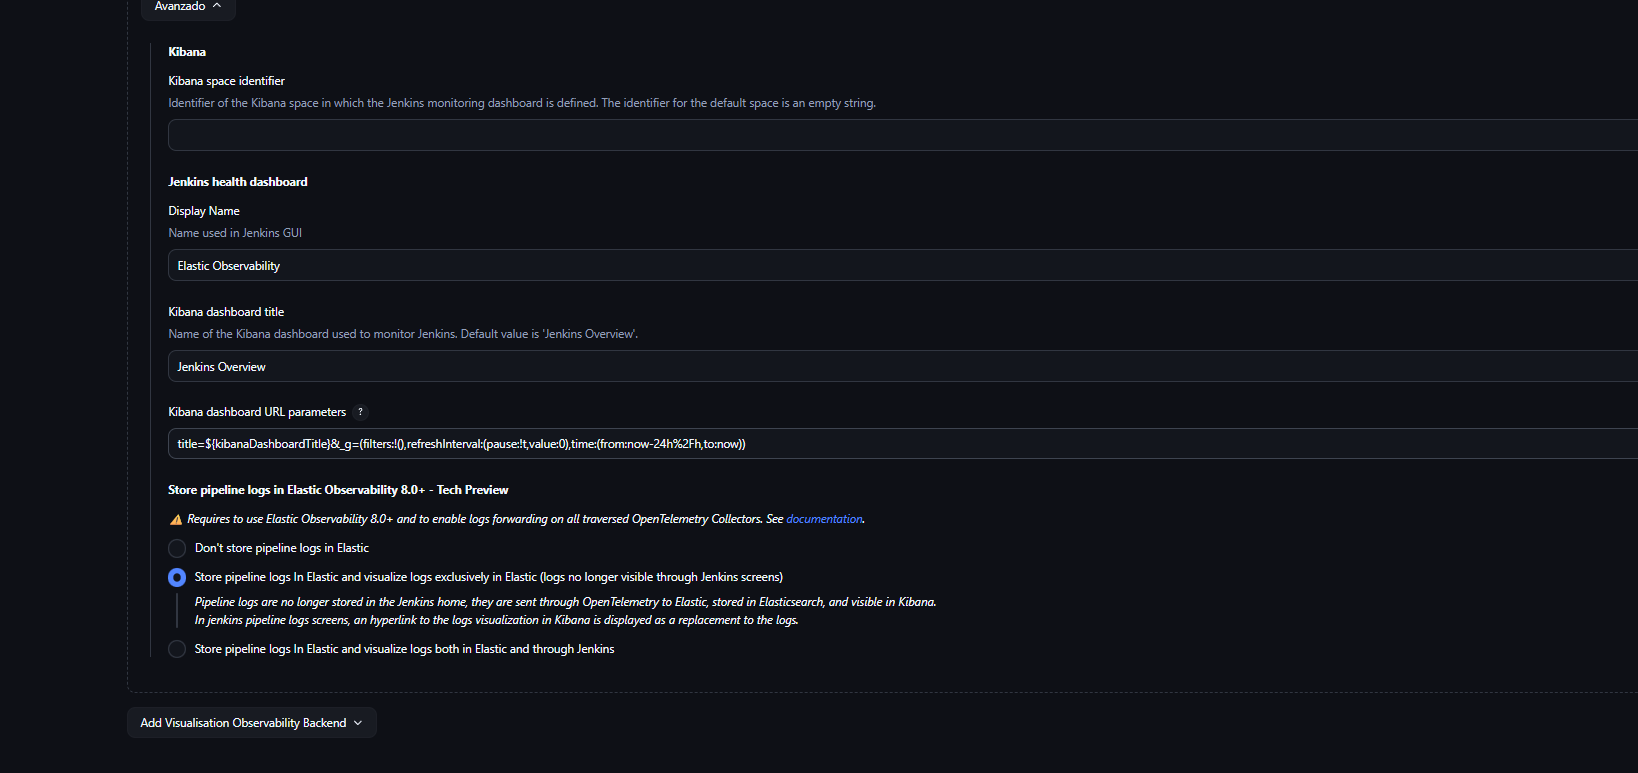 Avanzado
Kibana
Kibana space identifier
Identifier of the Kibana space in which the Jenkins monitoring dashboard is defined. The identifier for the default space is an empty string.
Jenkins health dashboard
Display Name
Name used in Jenkins GUI
Elastic Observability
Kibana dashboard title
Name of the Kibana dashboard used to monitor Jenkins. Default value is 'Jenkins Overview'.
Jenkins Overview
Kibana dashboard URL parameters ?
title=${kibanaDashboardTitle}&_g=(filters:!(),refreshInterval:(pause:!t,value:0),time:(from:now-24h%2Fh,to:now))
Store pipeline logs in Elastic Observability 8.0+ - Tech Preview
⚠ Requires to use Elastic Observability 8.0+ and to enable logs forwarding on all traversed OpenTelemetry Collectors. See documentation.
Don't store pipeline logs in Elastic
Store pipeline logs In Elastic and visualize logs exclusively in Elastic (logs no longer visible through Jenkins screens)
Pipeline logs are no longer stored in the Jenkins home, they are sent through OpenTelemetry to Elastic, stored in Elasticsearch, and visible in Kibana.
In jenkins pipeline logs screens, an hyperlink to the logs visualization in Kibana is displayed as a replacement to the logs.
Store pipeline logs In Elastic and visualize logs both in Elastic and through Jenkins
Add Visualisation Observability Backend